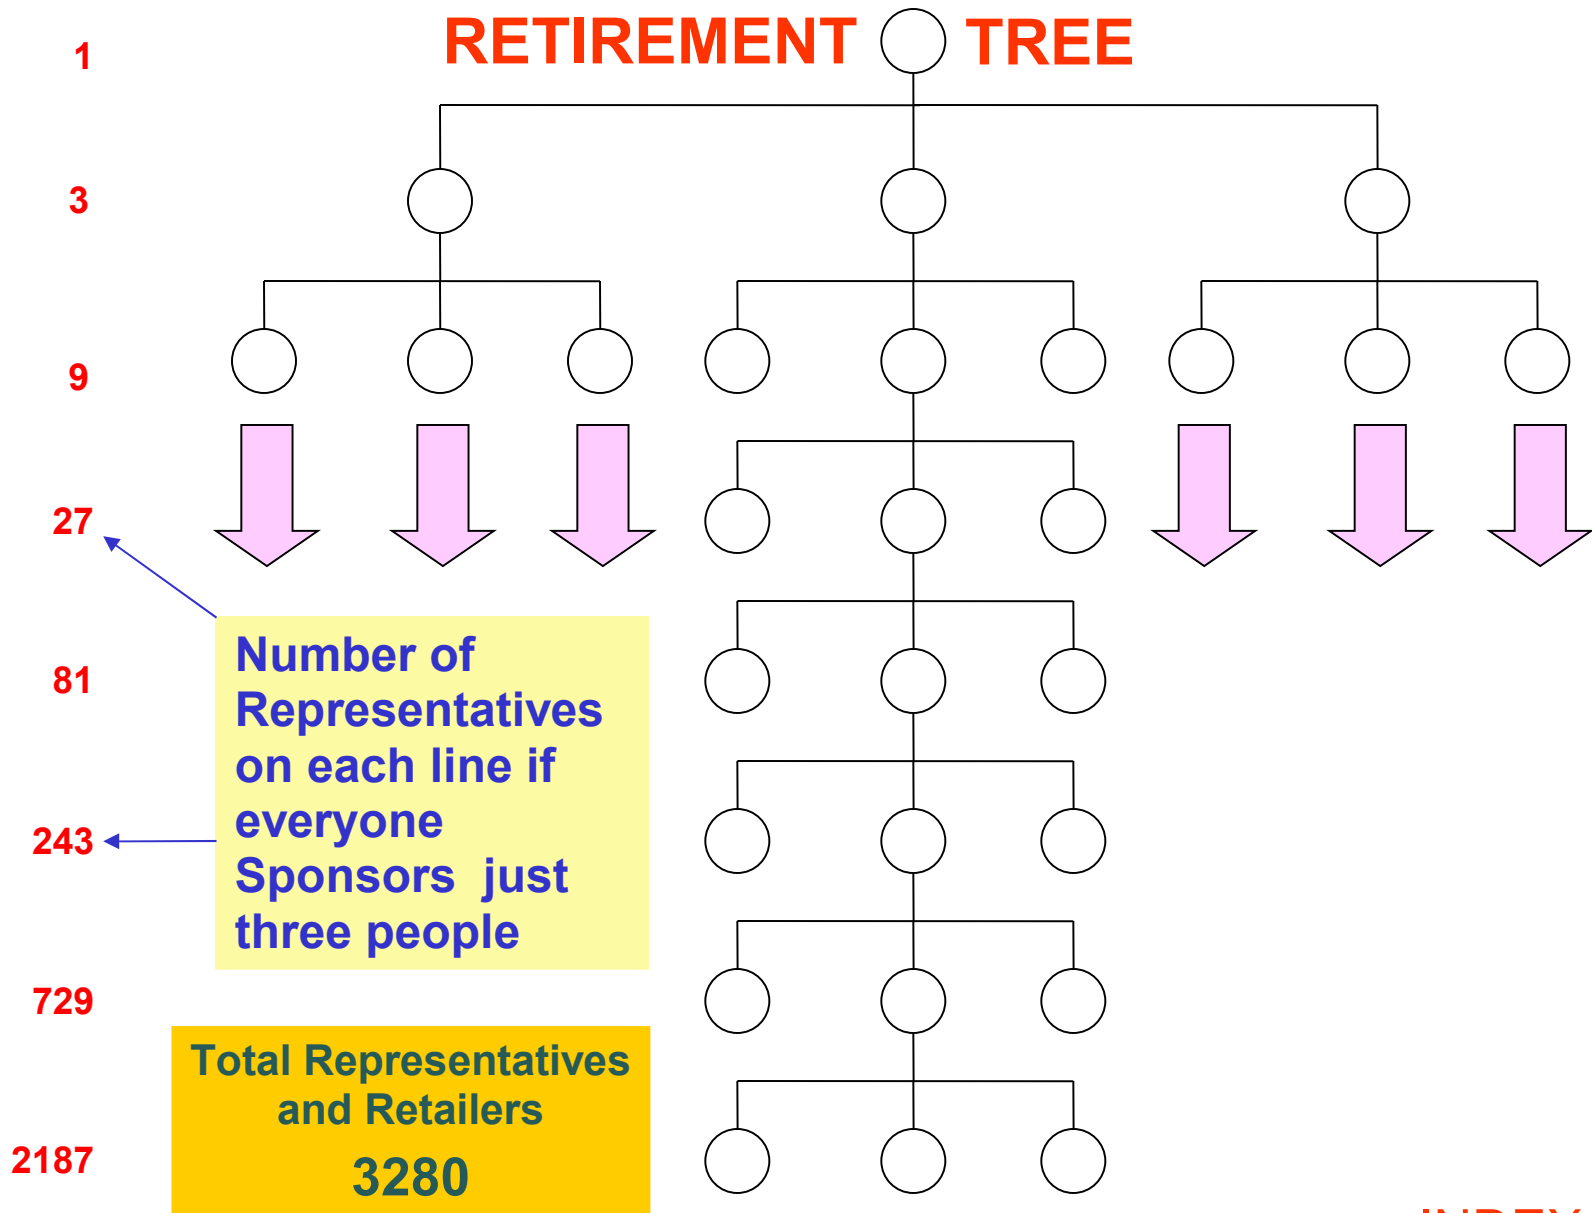 RETIREMENT TREE
1
3
9
27
81
243
729
2187
Number of
Representatives
on each line if
everyone
Sponsors just
three people
Total Representatives
and Retailers
3280